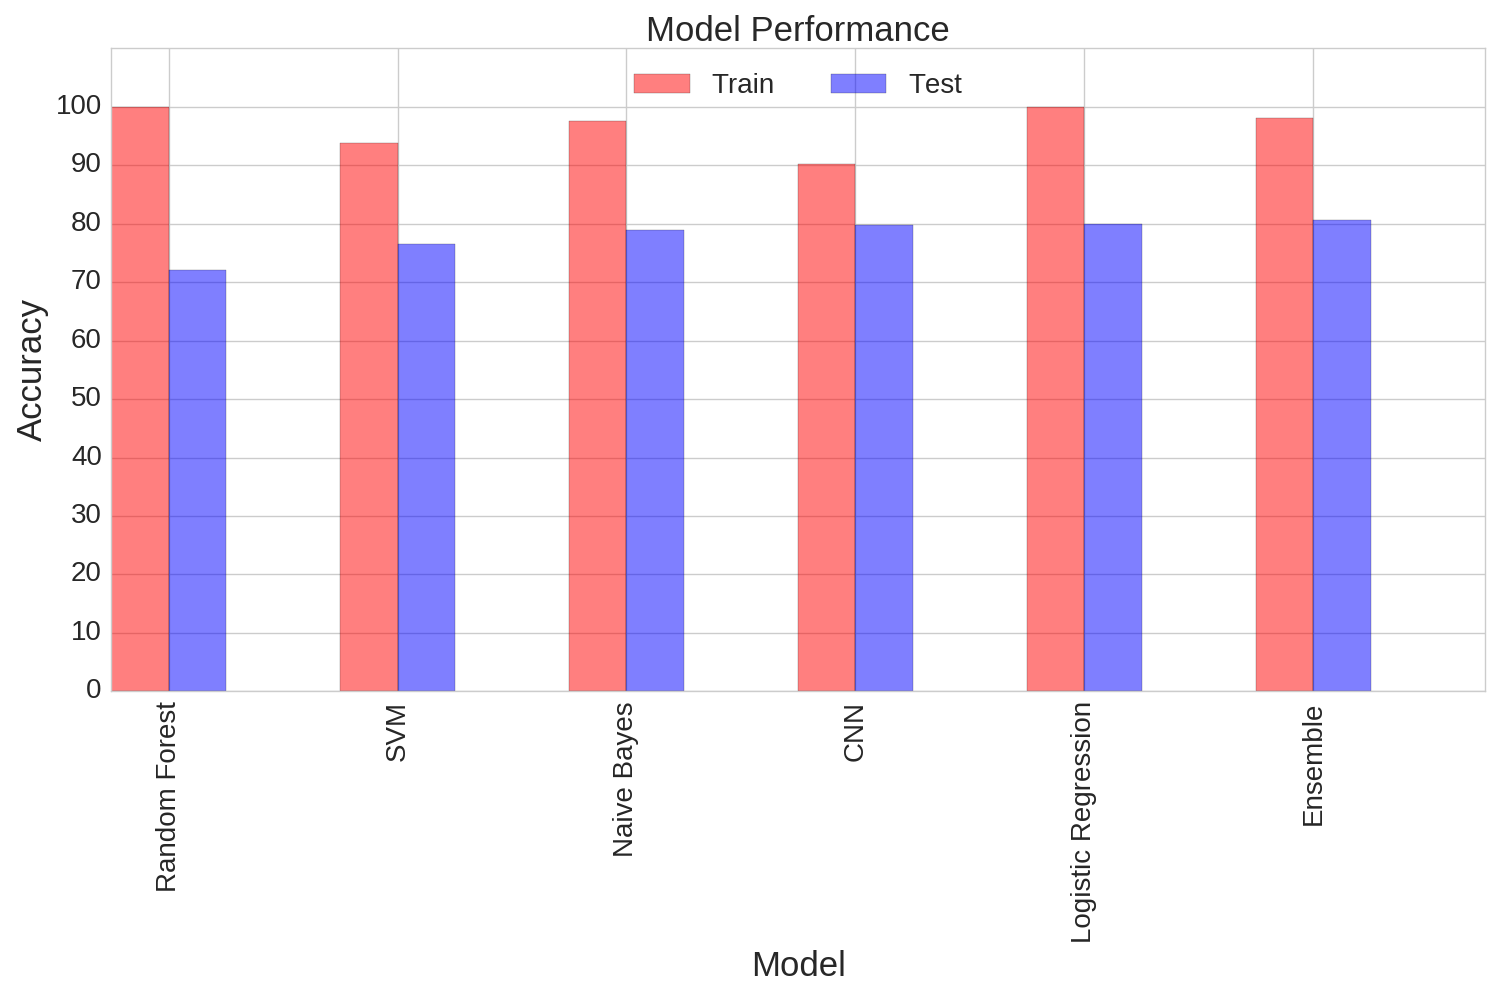 Model Performance
Train
Test
Accuracy
100
90
80
70
60
50
40
30
20
10
0
Random Forest
SVM
Naive Bayes
CNN
Logistic Regression
Ensemble
Model